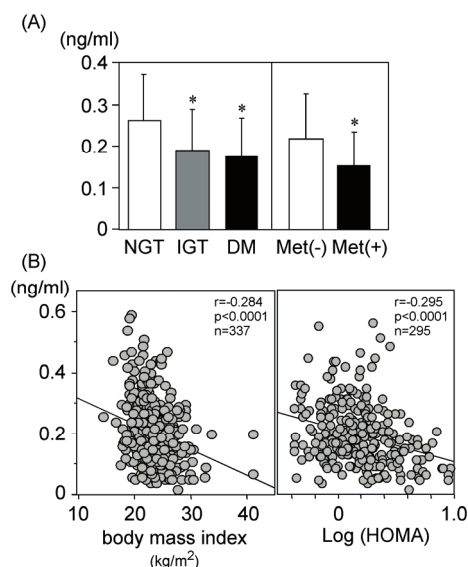 (A)
(ng/ml)
0.4
0.3
0.2
0.1
0
* * *
NGT IGT DM Met(-) Met(+)
(B)
(ng/ml)
0.6
0.4
0.2
0
r=-0.284
p<0.0001
n=337
r=-0.295
p<0.0001
n=295
10 20 30 40 0 1.0
body mass index
(kg/m2)
Log (HOMA)